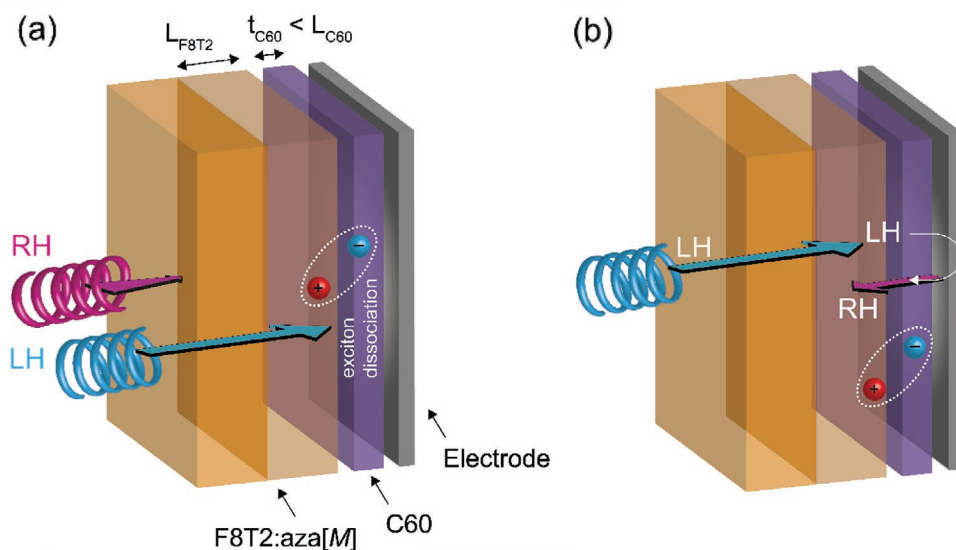 (a)
L_F8T2
t_C60 < L_C60
RH
LH
+
−
exciton
dissociation
Electrode
C60
F8T2:aza[M]
(b)
LH
LH
RH
−
+